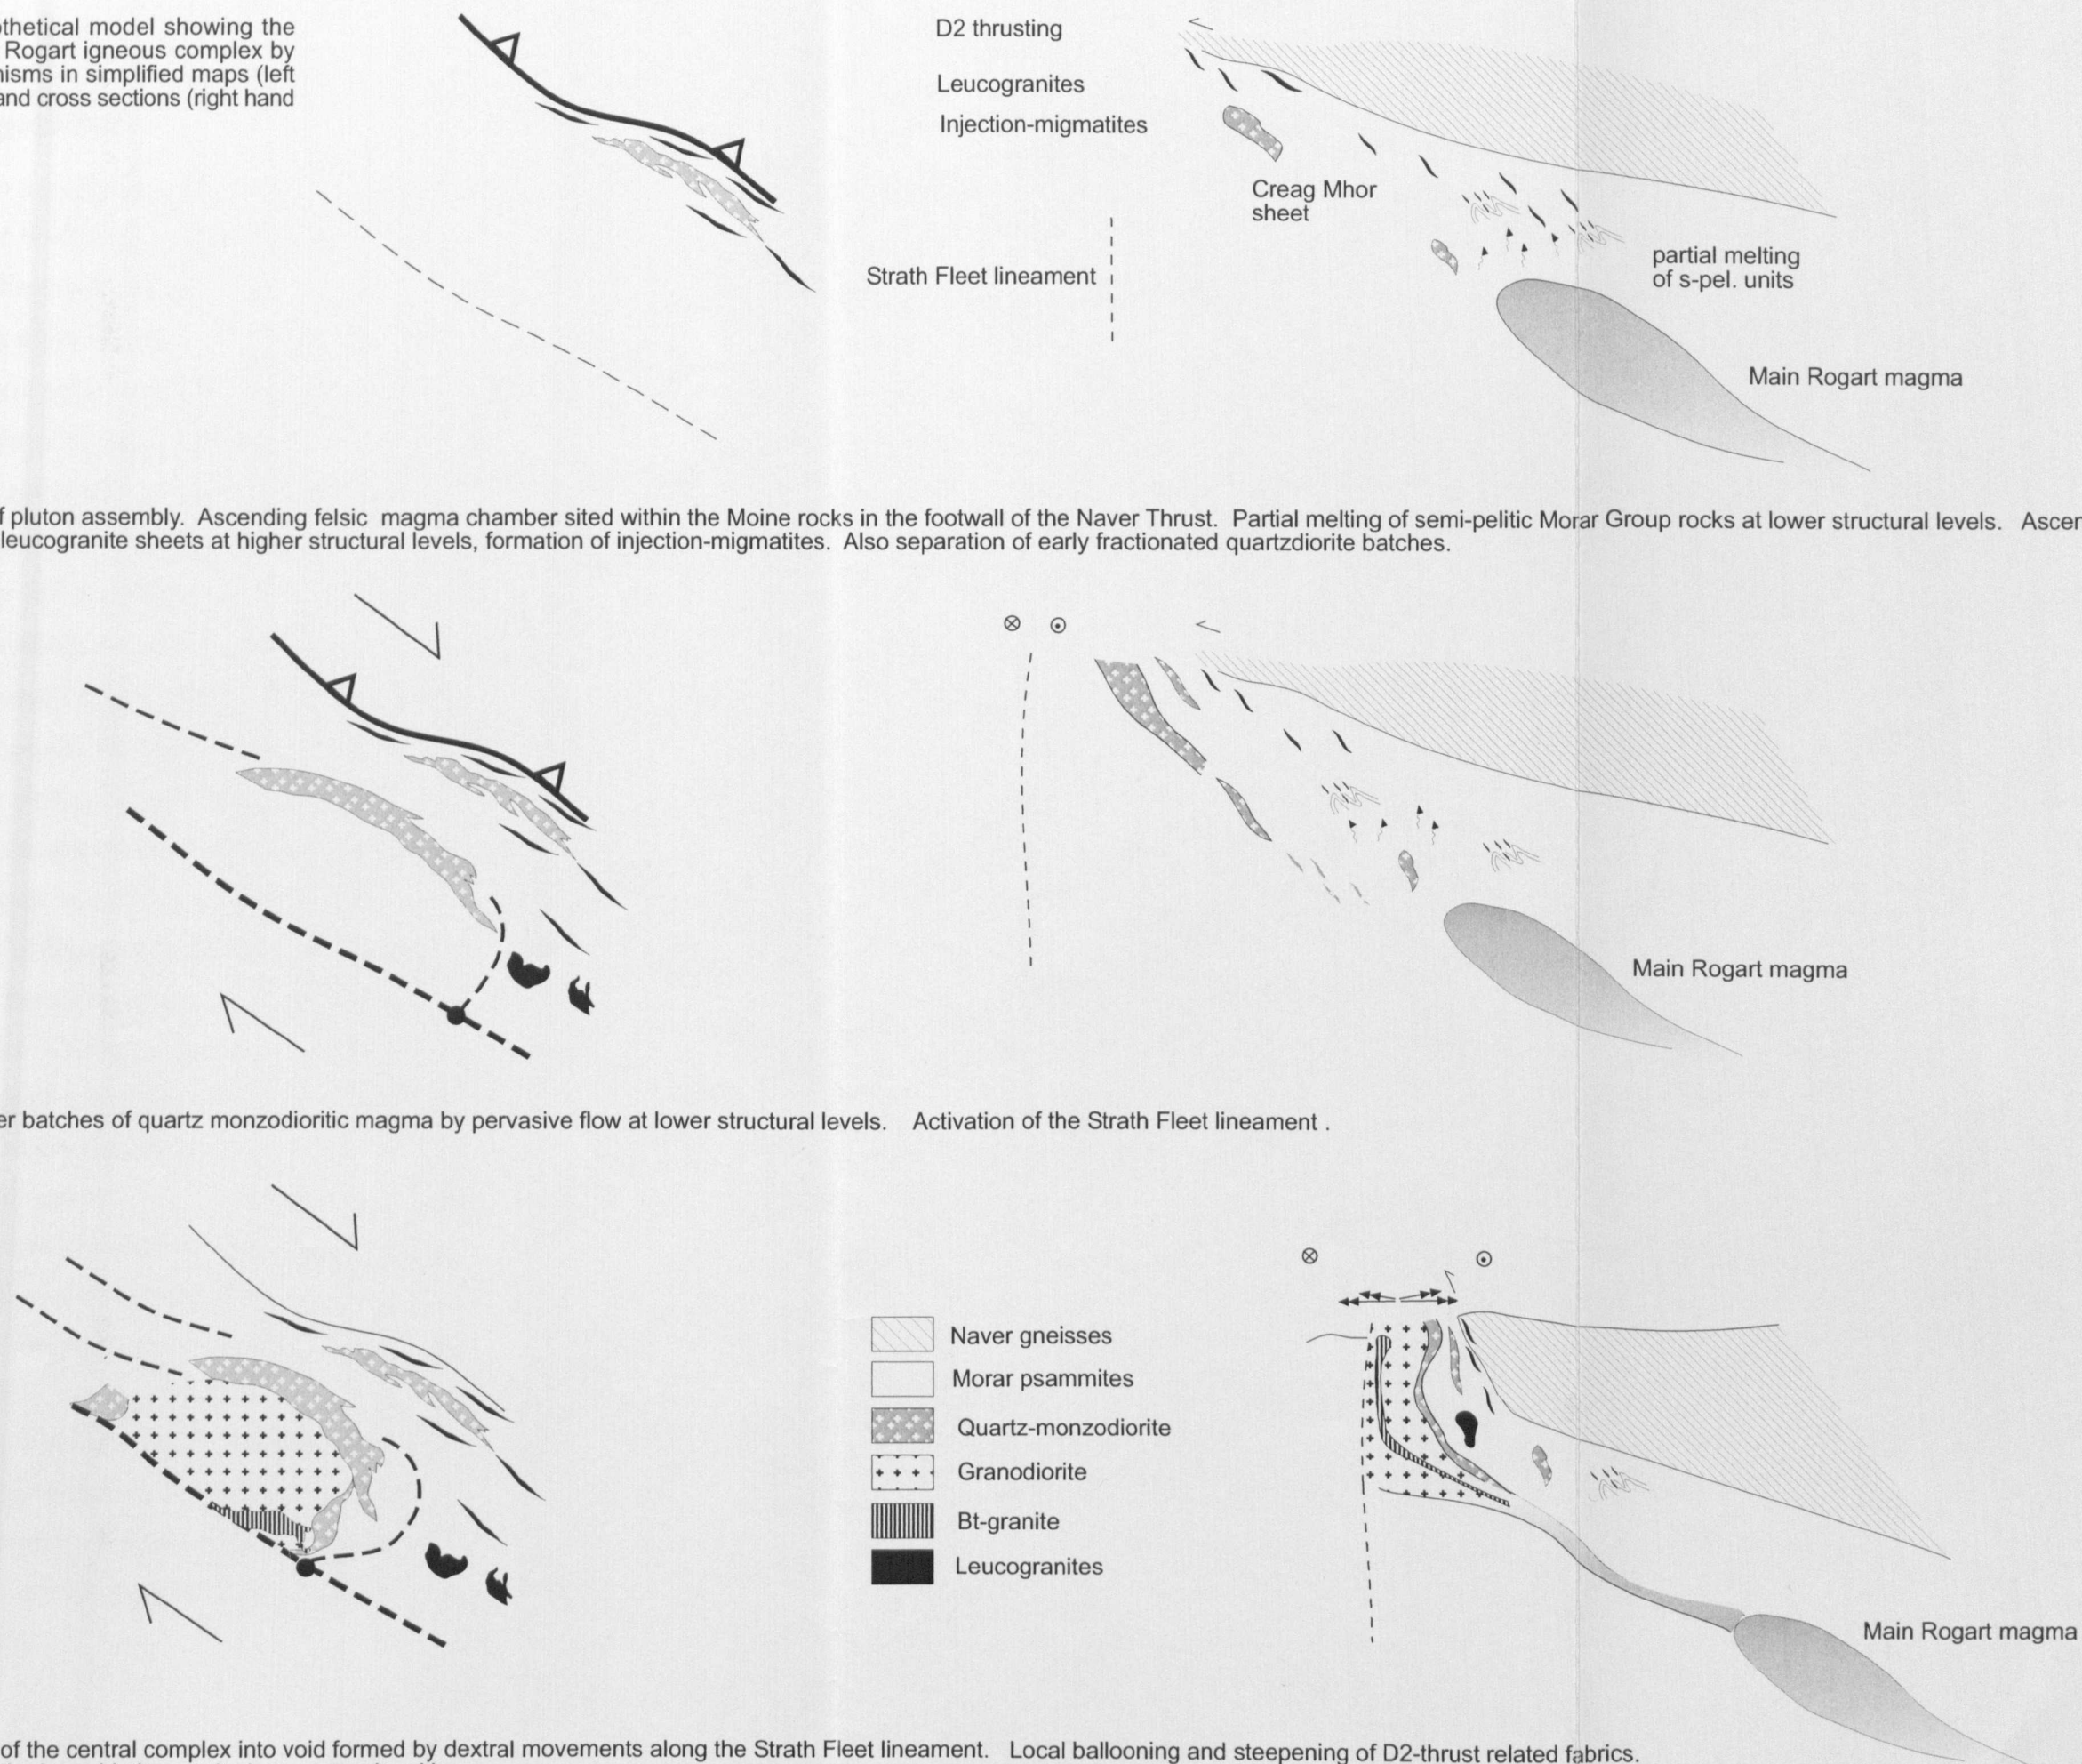 othetical model showing the
Rogart igneous complex by
nisms in simplified maps (left
and cross sections (right hand
D2 thrusting
Leucogranites
Injection-migmatites
Creag Mhor
sheet
Strath Fleet lineament
partial melting
of s-pel. units
Main Rogart magma
f pluton assembly. Ascending felsic magma chamber sited within the Moine rocks in the footwall of the Naver Thrust. Partial melting of semi-pelitic Morar Group rocks at lower structural levels. Ascen
leucogranite sheets at higher structural levels, formation of injection-migmatites. Also separation of early fractionated quartzdiorite batches.
Main Rogart magma
er batches of quartz monzodioritic magma by pervasive flow at lower structural levels. Activation of the Strath Fleet lineament .
Naver gneisses
Morar psammites
Quartz-monzodiorite
Granodiorite
Bt-granite
Leucogranites
Main Rogart magma
of the central complex into void formed by dextral movements along the Strath Fleet lineament. Local ballooning and steepening of D2-thrust related fabrics.